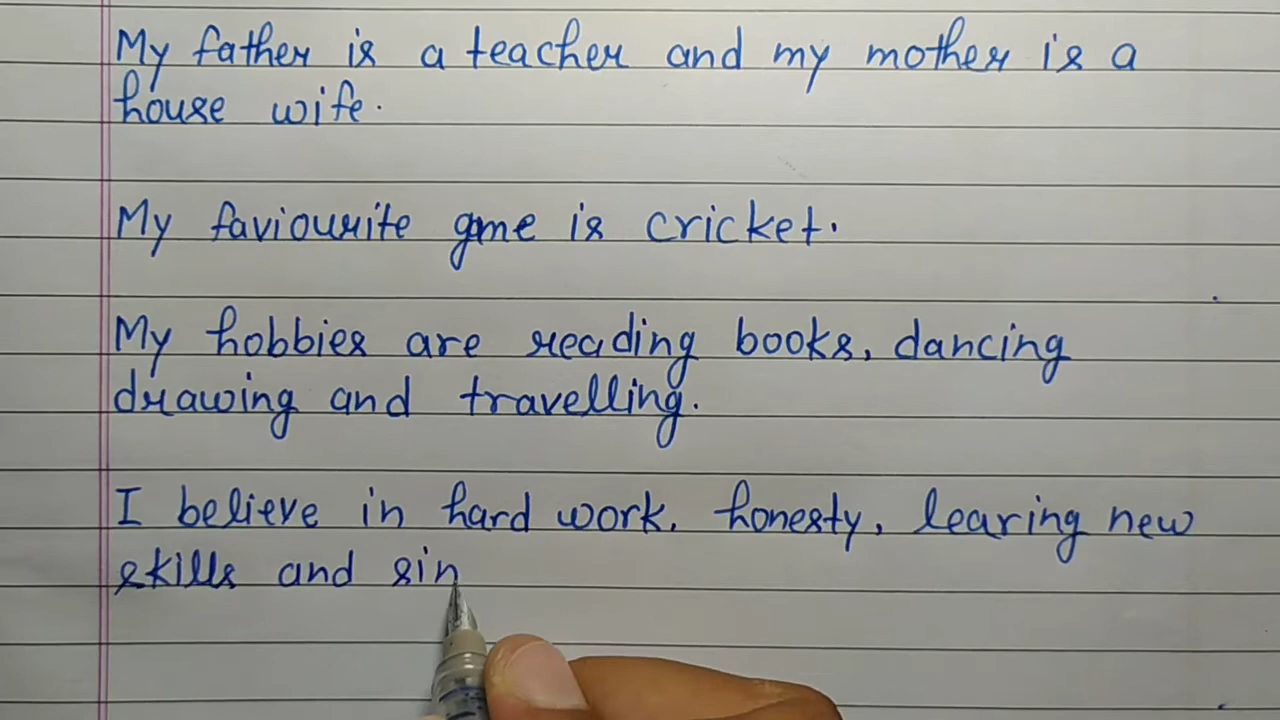 My father is a teacher and my mother is a
house wife.
My faviourite gme is cricket.
My hobbies are reading books, dancing
drawing and travelling.
I believe in hard work, honesty, learing new
skills and sin